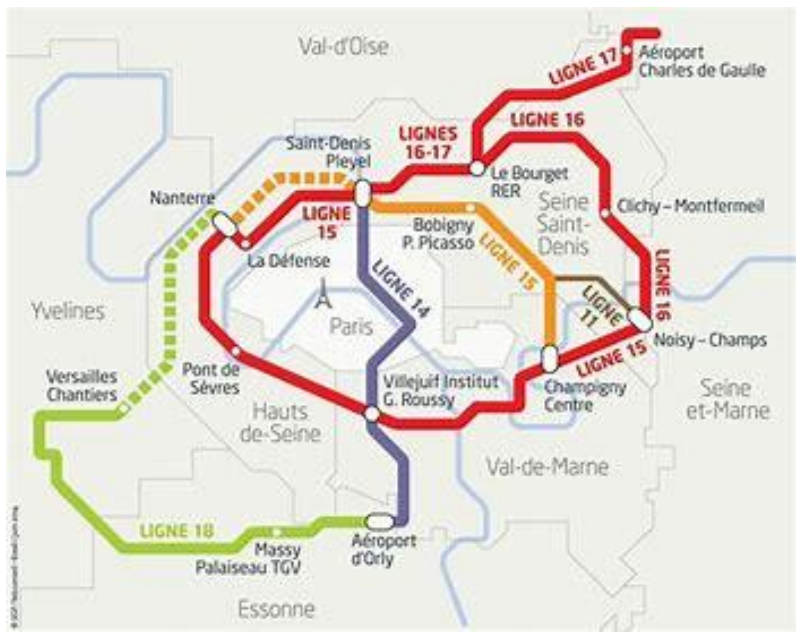 Val-d'Oise
LIGNE 17
Aéroport
Charles de Gaulle
LIGNE 16
LIGNES
16-17
Saint-Denis
Pleyel
Le Bourget
RER
Nanterre
LIGNE
15
Seine
Saint-
Denis
Clichy – Montfermeil
Bobigny
P. Picasso
La Défense
LIGNE 15
LIGNE 14
LIGNE
11
LIGNE 16
Yvelines
Paris
Noisy – Champs
LIGNE 15
Pont de
Sèvres
Versailles
Chantiers
Villejuif Institut
G. Roussy
Champigny
Centre
Seine
et-Marne
Hauts
de-Seine
Val-de-Marne
LIGNE 18
Massy
Palaiseau TGV
Aéroport
d'Orly
Essonne